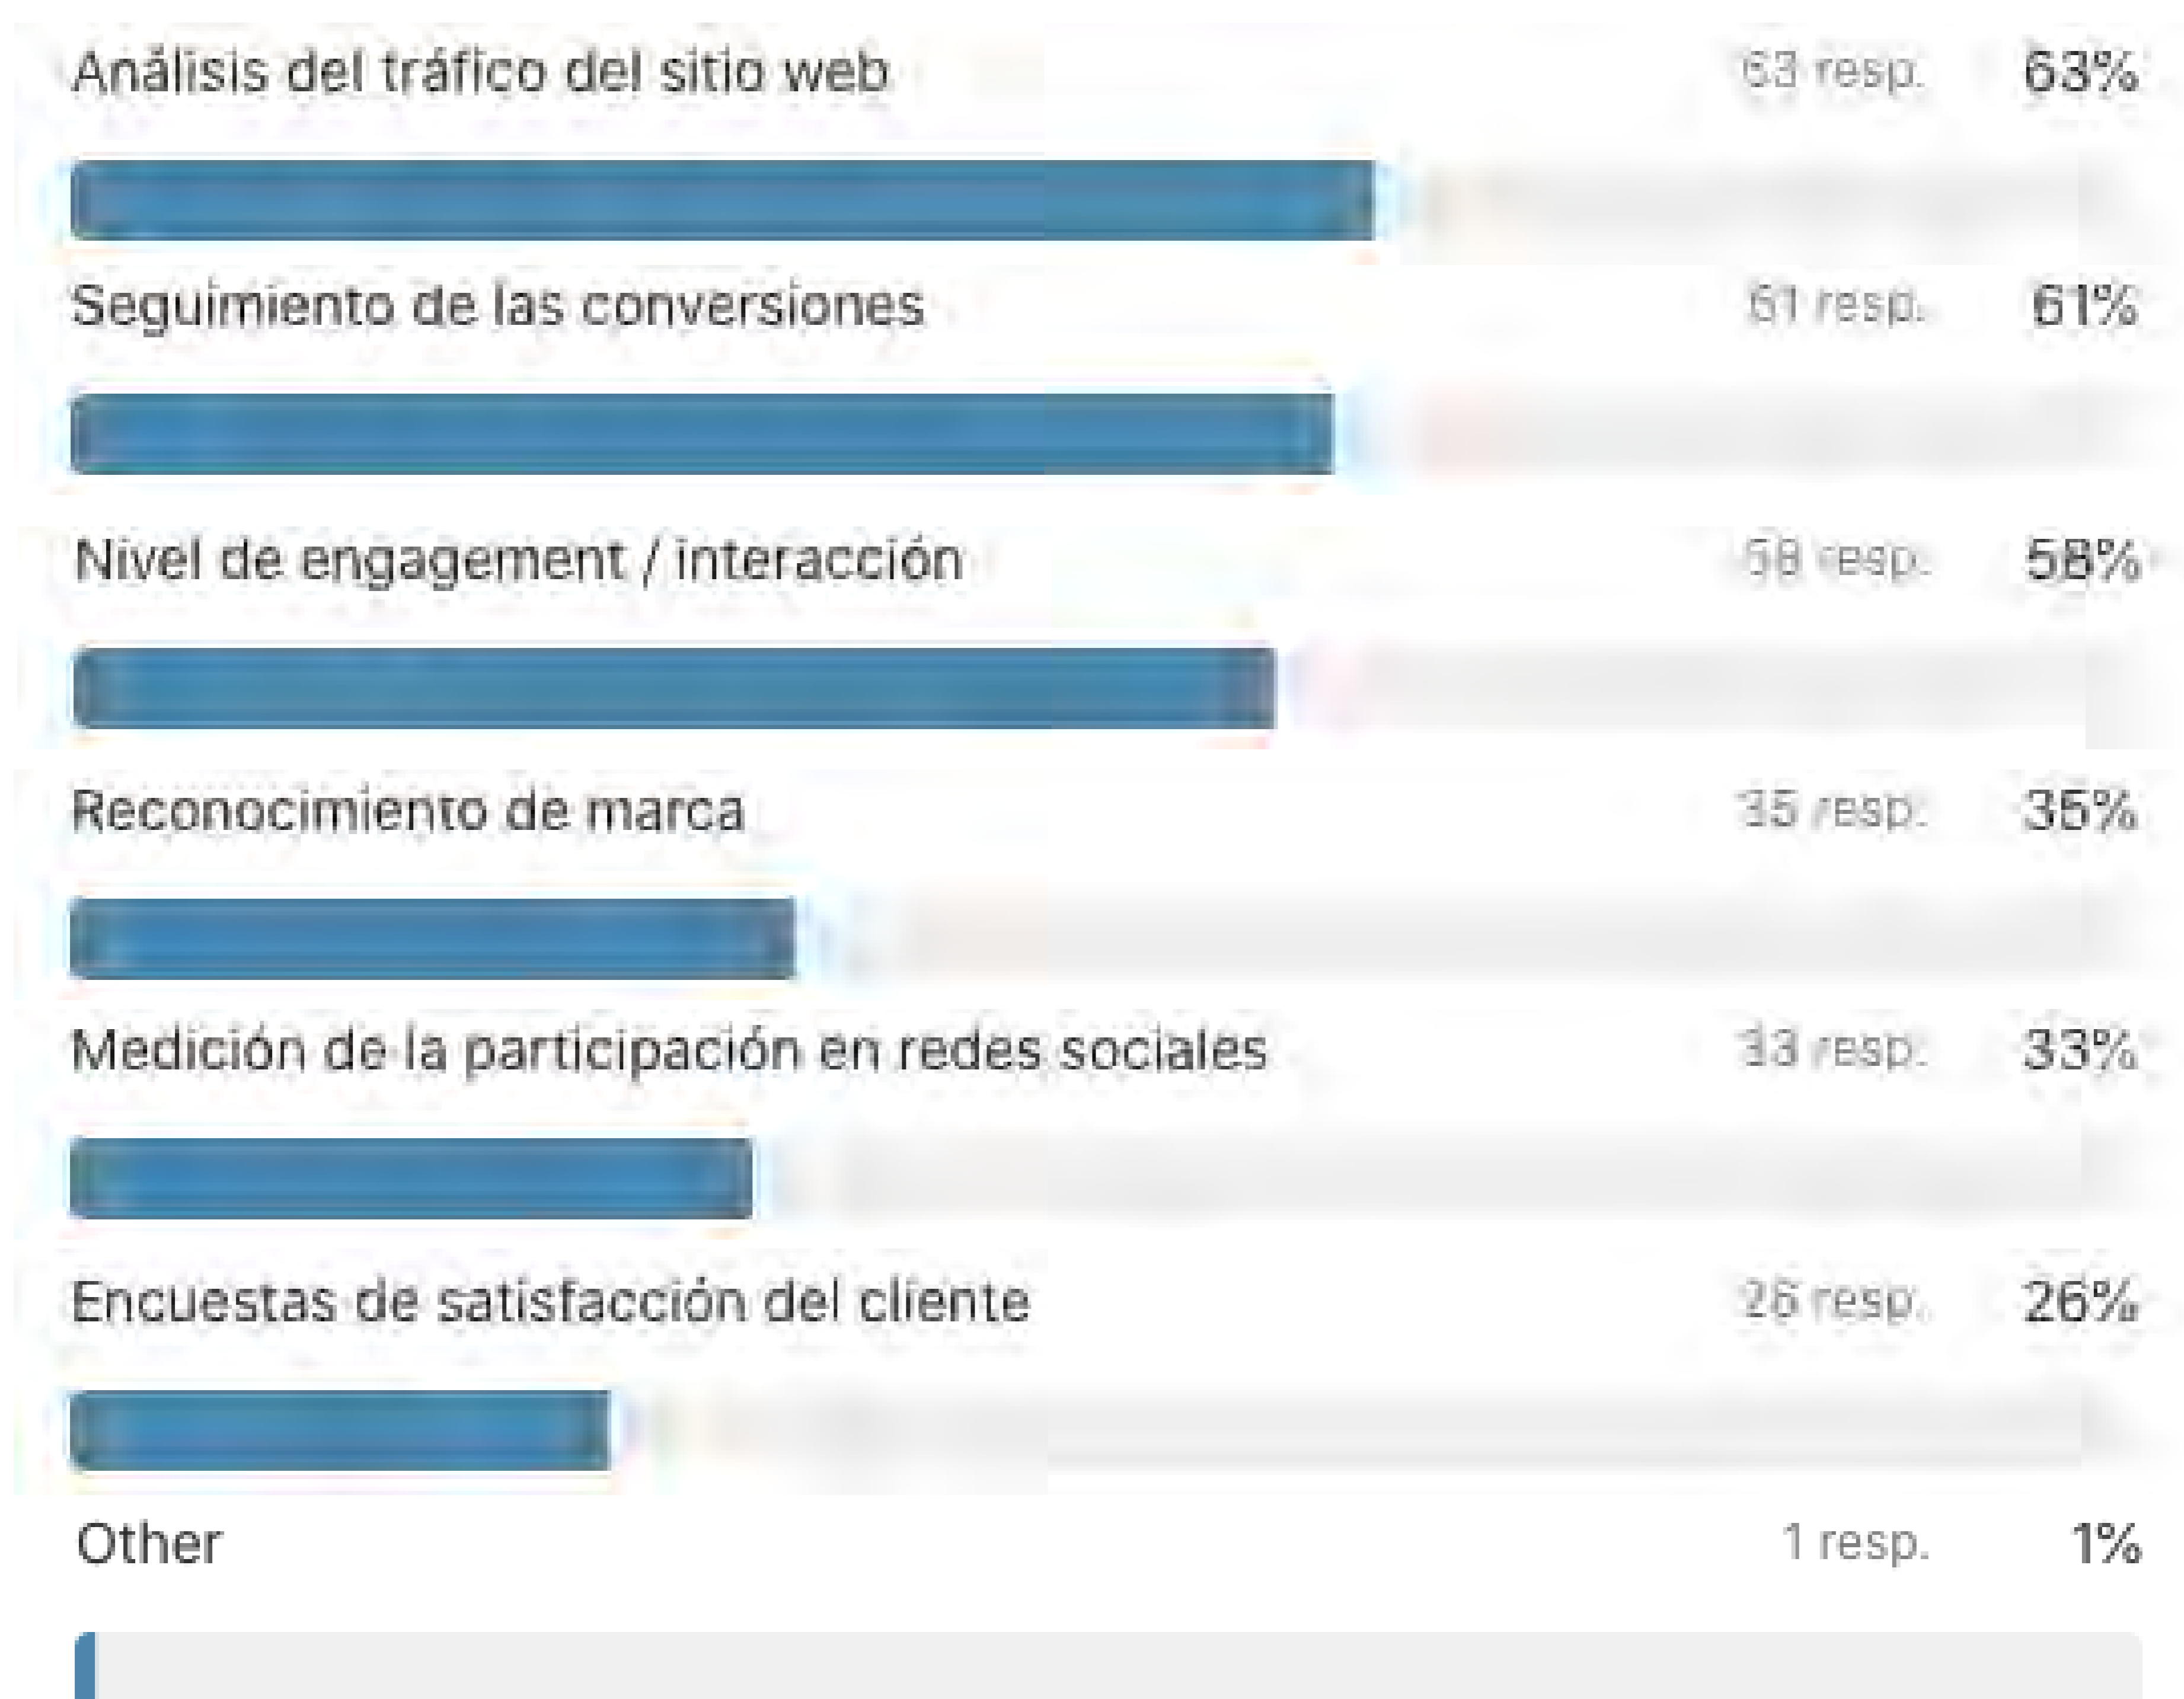 Análisis del tráfico del sitio web 63 resp. 63%
Seguimiento de las conversiones 61 resp. 61%
Nivel de engagement / interacción 58 resp. 58%
Reconocimiento de marca 35 resp. 35%
Medición de la participación en redes sociales 33 resp. 33%
Encuestas de satisfacción del cliente 26 resp. 26%
Other 1 resp. 1%